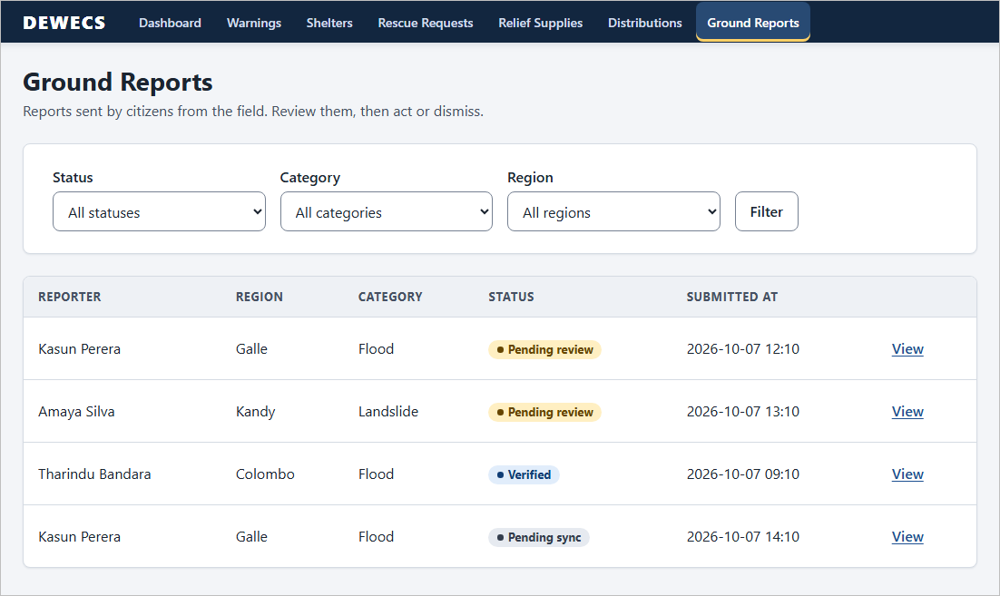 DEWECS Dashboard Warnings Shelters Rescue Requests Relief Supplies Distributions Ground Reports
Ground Reports
Reports sent by citizens from the field. Review them, then act or dismiss.
Status Category Region
All statuses All categories All regions Filter
REPORTER REGION CATEGORY STATUS SUBMITTED AT
Kasun Perera Galle Flood Pending review 2026-10-07 12:10 View
Amaya Silva Kandy Landslide Pending review 2026-10-07 13:10 View
Tharindu Bandara Colombo Flood Verified 2026-10-07 09:10 View
Kasun Perera Galle Flood Pending sync 2026-10-07 14:10 View